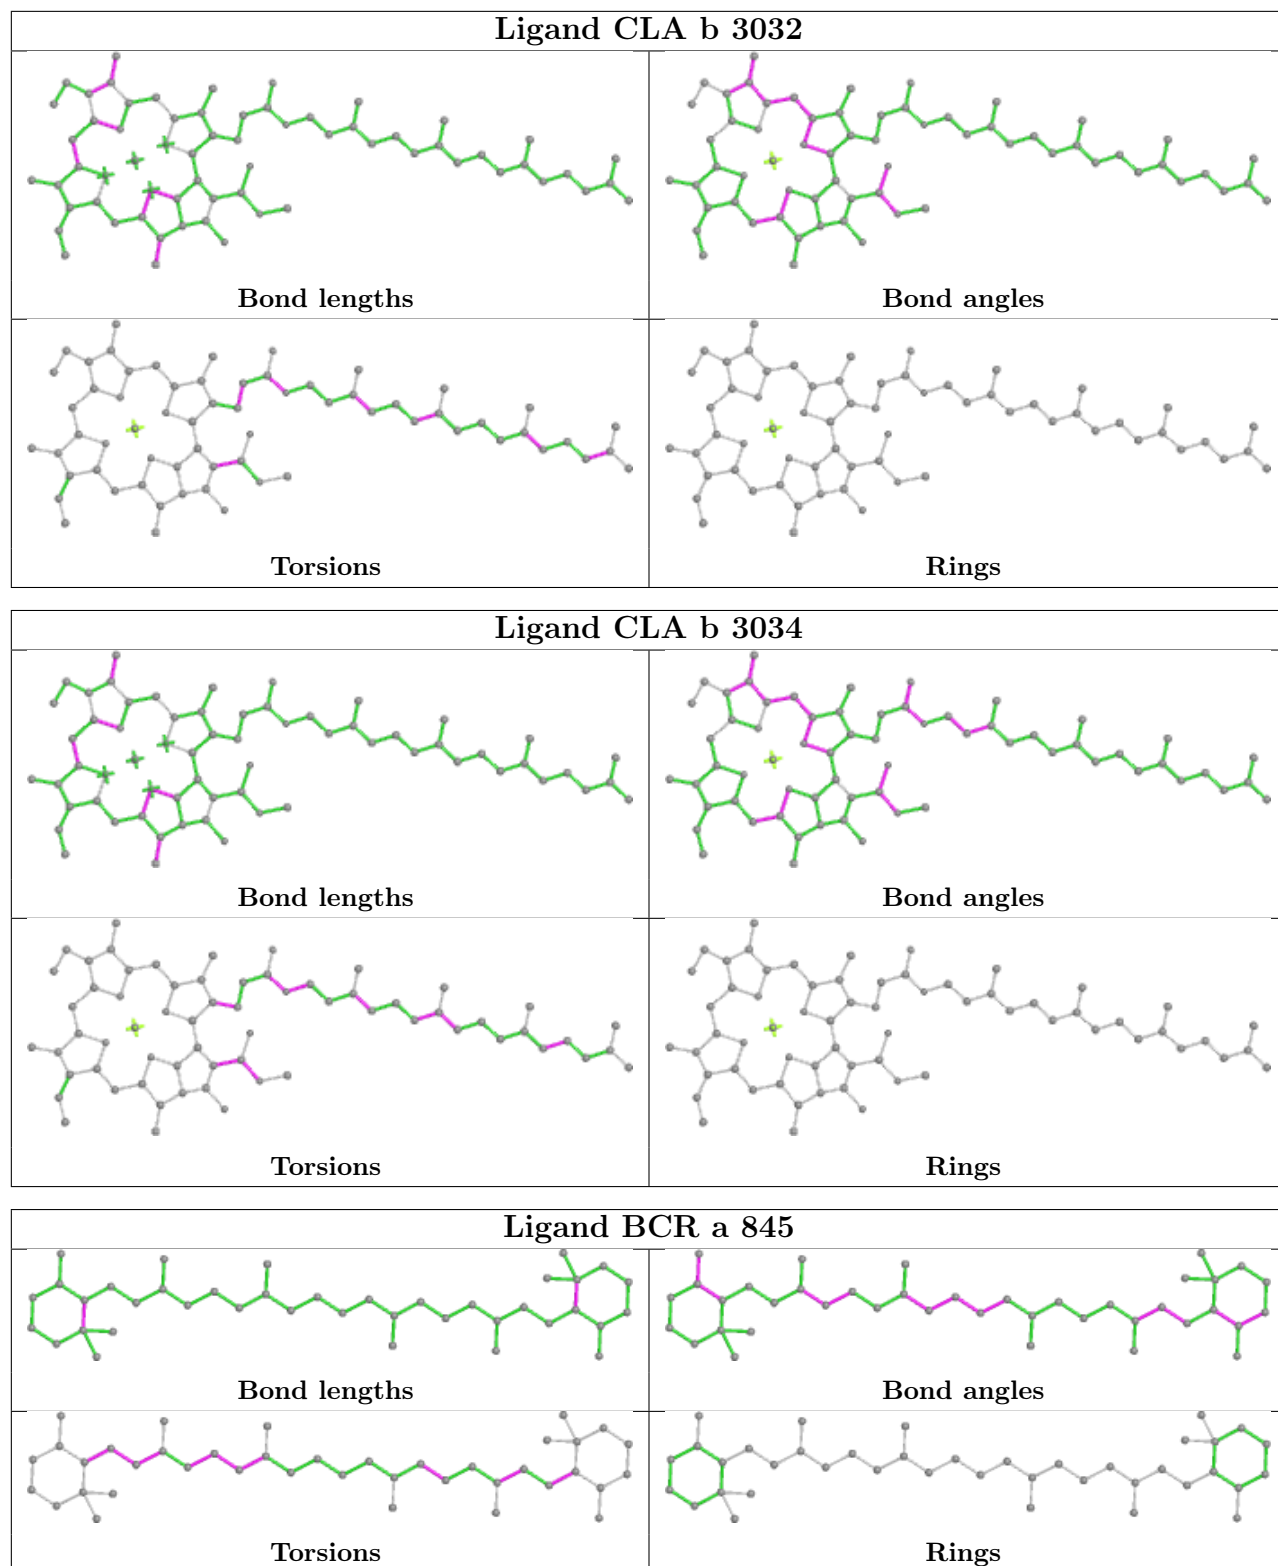 Ligand CLA b 3032
Bond lengths
Bond angles
Torsions
Rings
Ligand CLA b 3034
Bond lengths
Bond angles
Torsions
Rings
Ligand BCR a 845
Bond lengths
Bond angles
Torsions
Rings